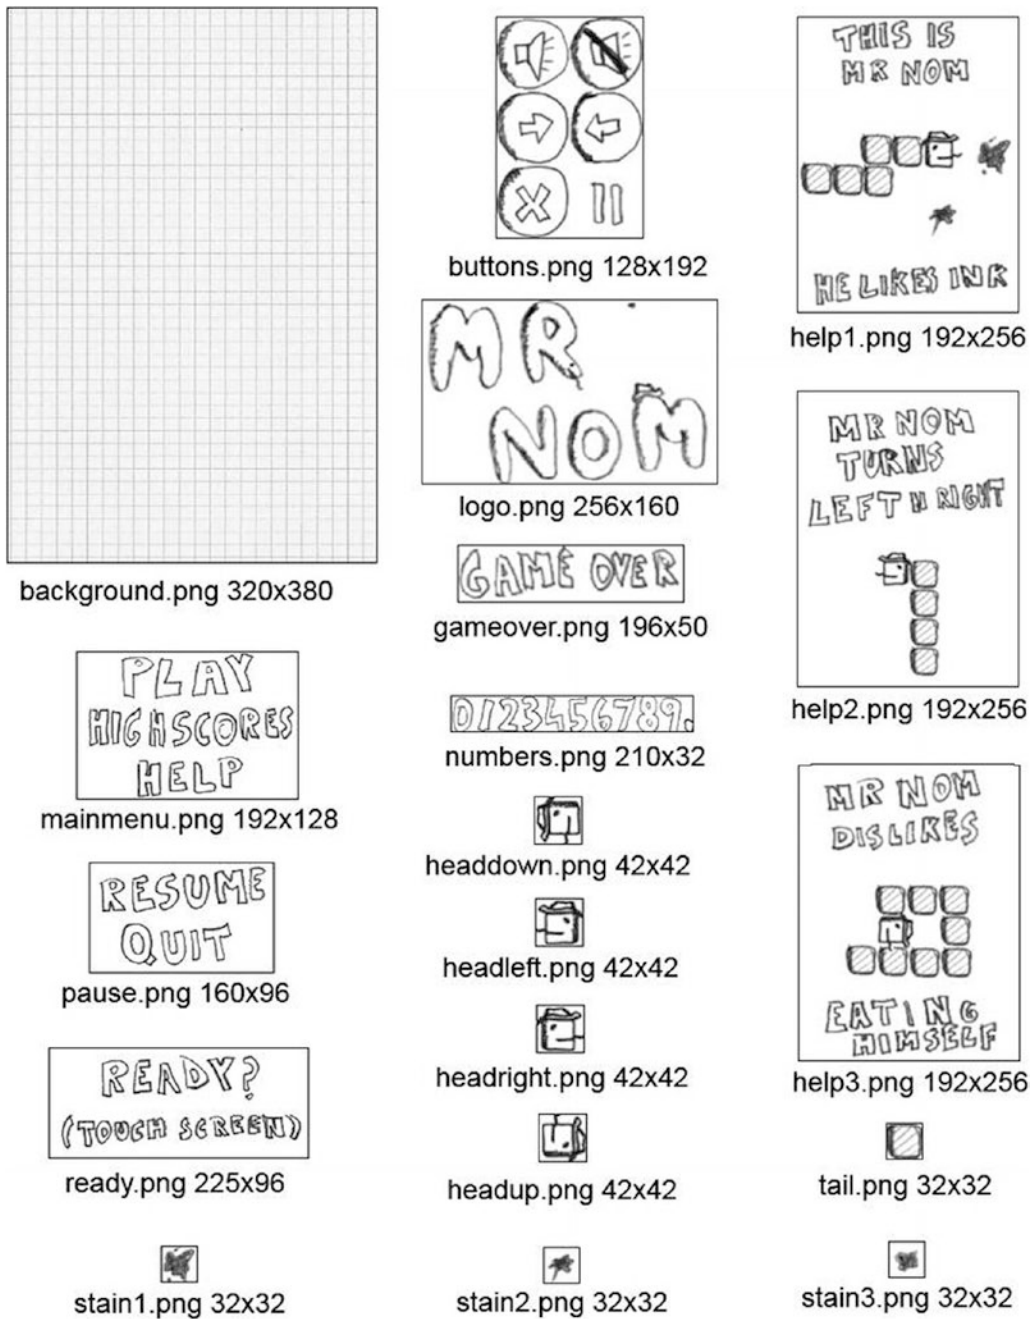 background.png 320x380
PLAY
HIGHSCORES
HELP
mainmenu.png 192x128
RESUME
QUIT
pause.png 160x96
READY?
(TOUCH SCREEN)
ready.png 225x96
stain1.png 32x32
buttons.png 128x192
MR
NOM
logo.png 256x160
GAME OVER
gameover.png 196x50
0123456789.
numbers.png 210x32
headdown.png 42x42
headleft.png 42x42
headright.png 42x42
headup.png 42x42
stain2.png 32x32
THIS IS
MR NOM
HE LIKES INK
help1.png 192x256
MR NOM
TURNS
LEFT N RIGHT
help2.png 192x256
MR NOM
DISLIKES
EATING
HIMSELF
help3.png 192x256
tail.png 32x32
stain3.png 32x32